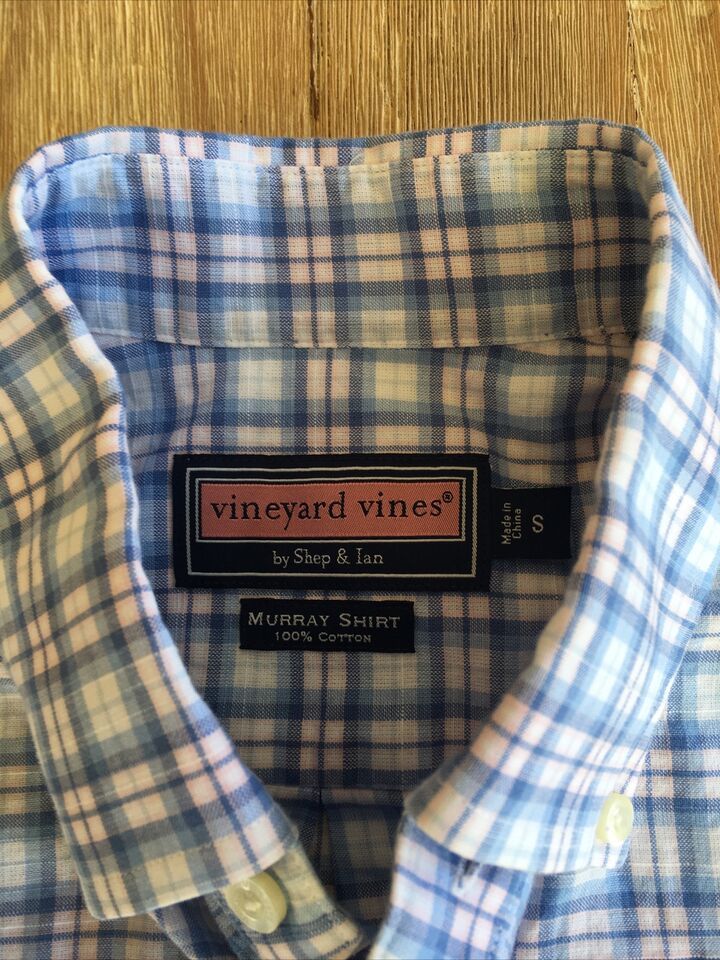 vineyard vines®
by Shep & Ian
Made in
China
S
MURRAY SHIRT
100% COTTON